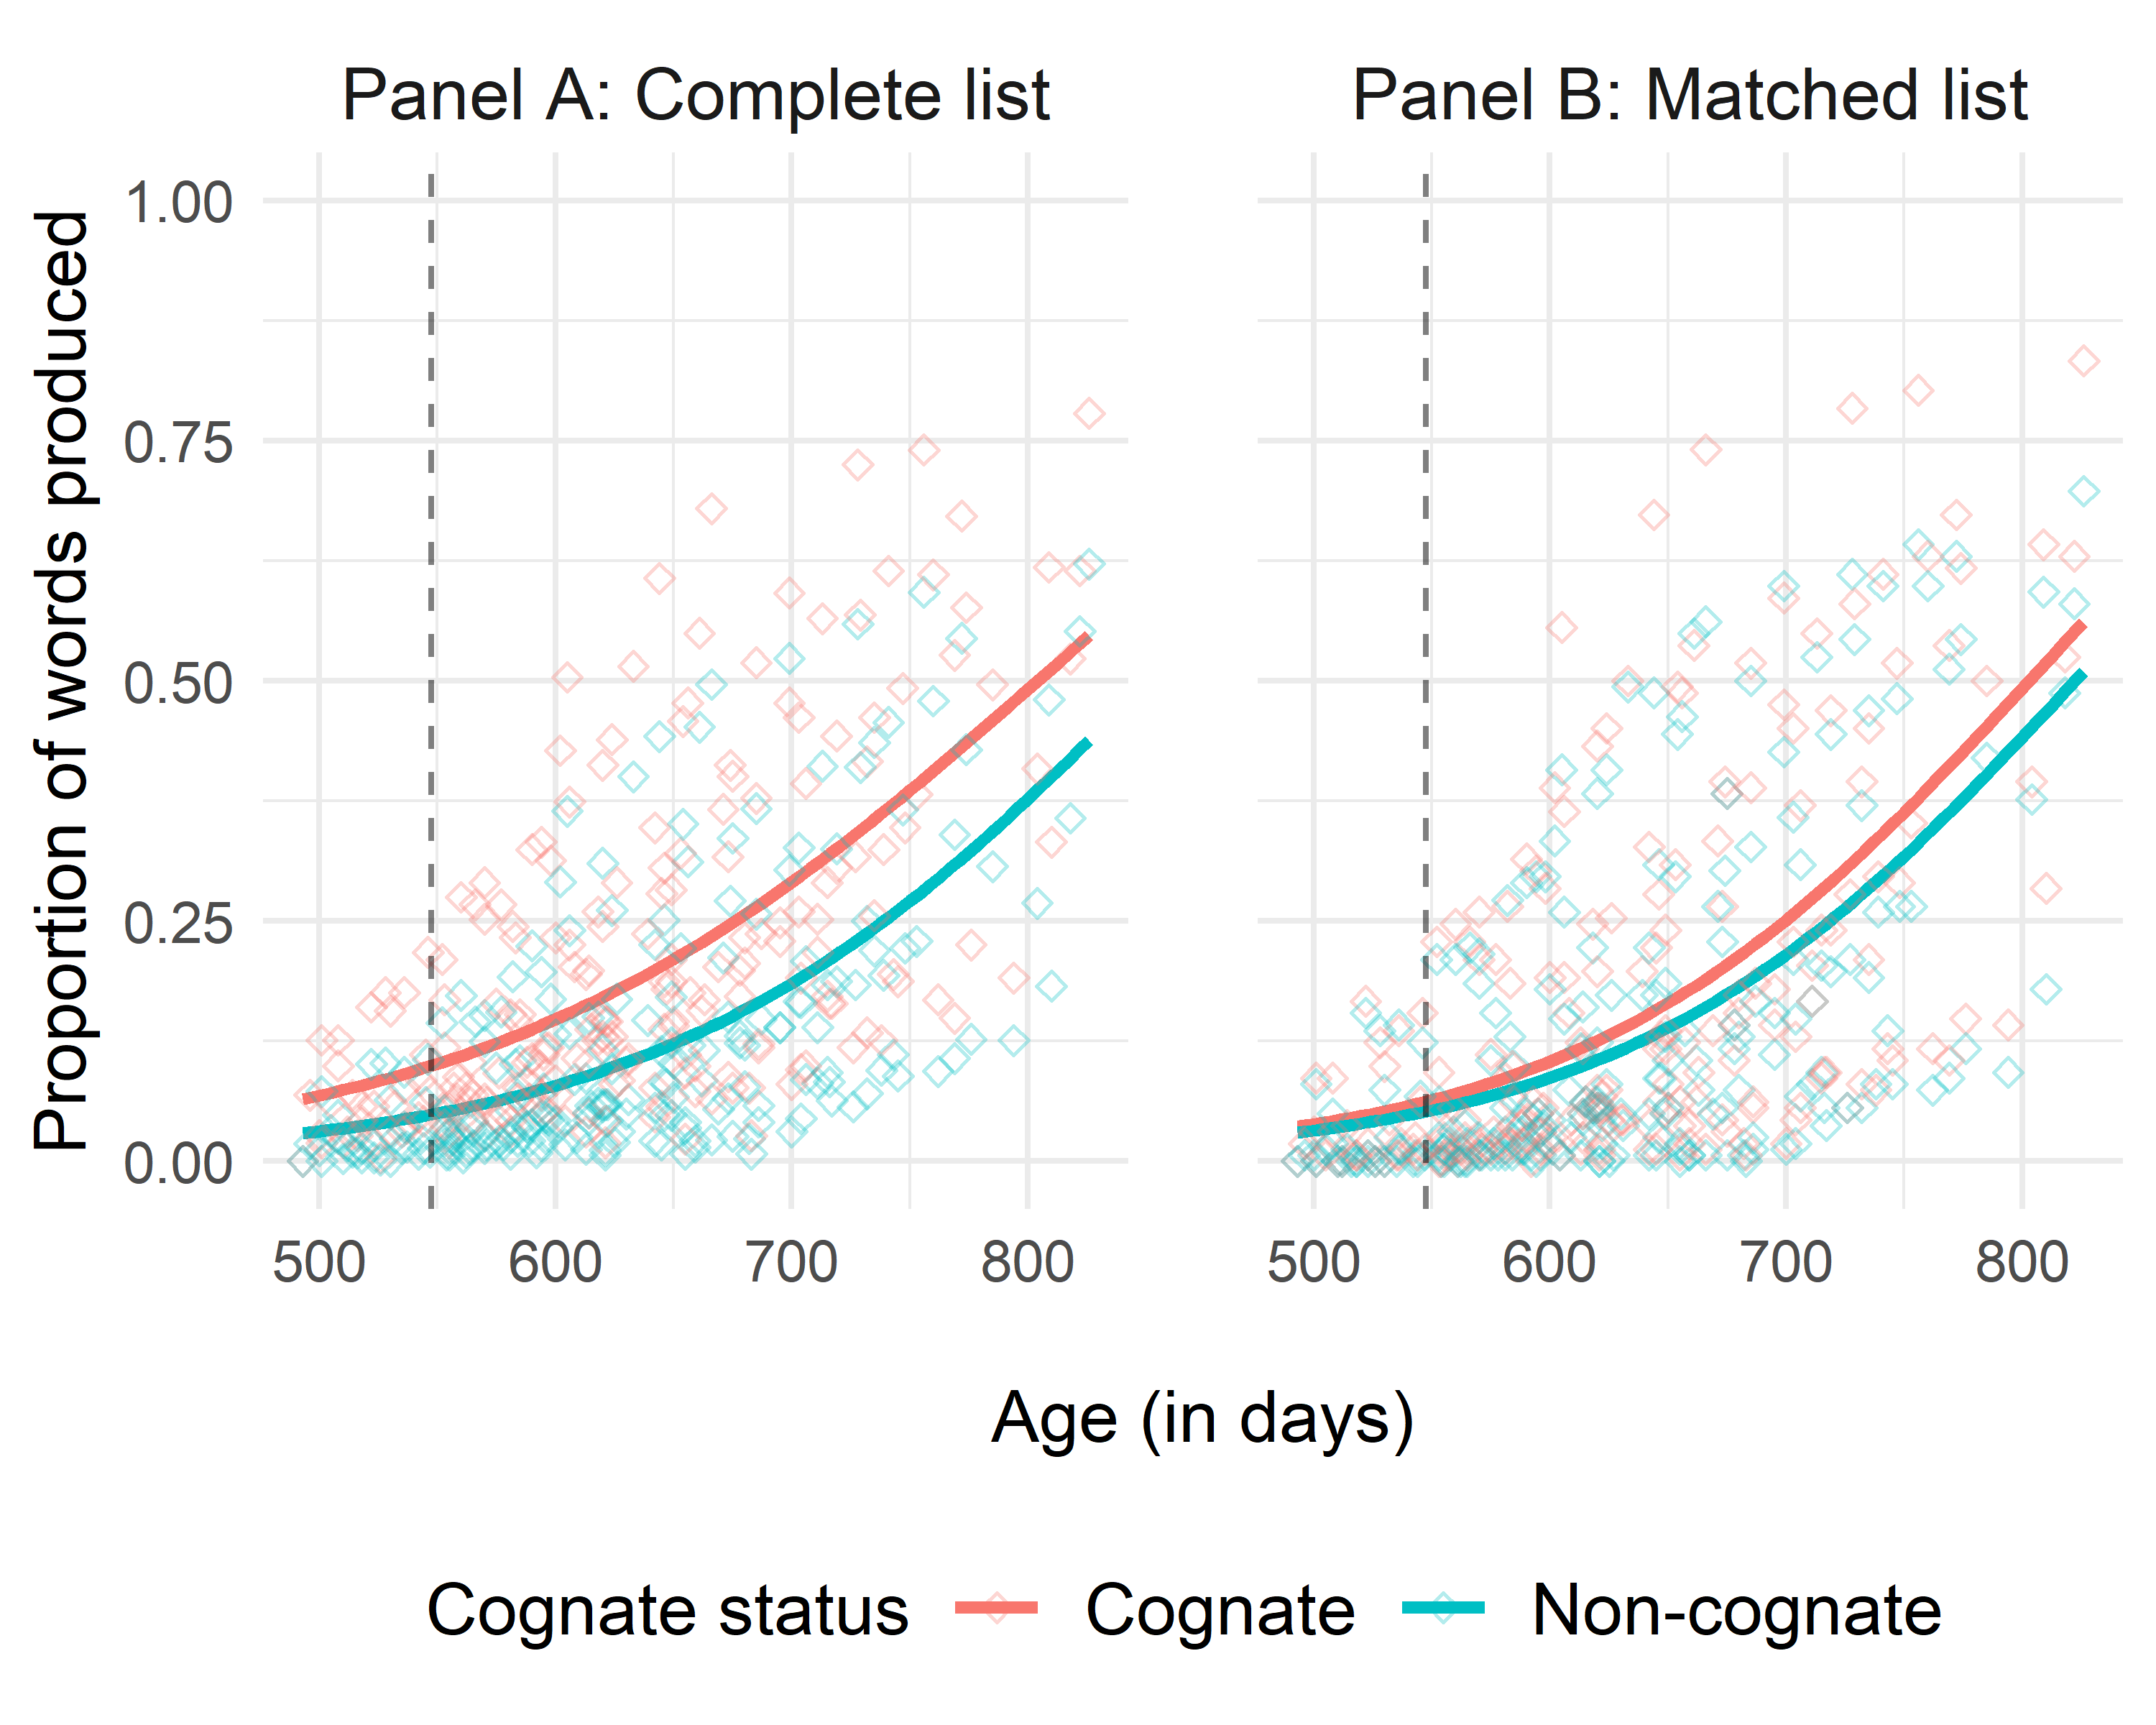 Panel A: Complete list
Panel B: Matched list
Proportion of words produced
1.00
0.75
0.50
0.25
0.00
500 600 700 800
500 600 700 800
Age (in days)
Cognate status Cognate Non-cognate